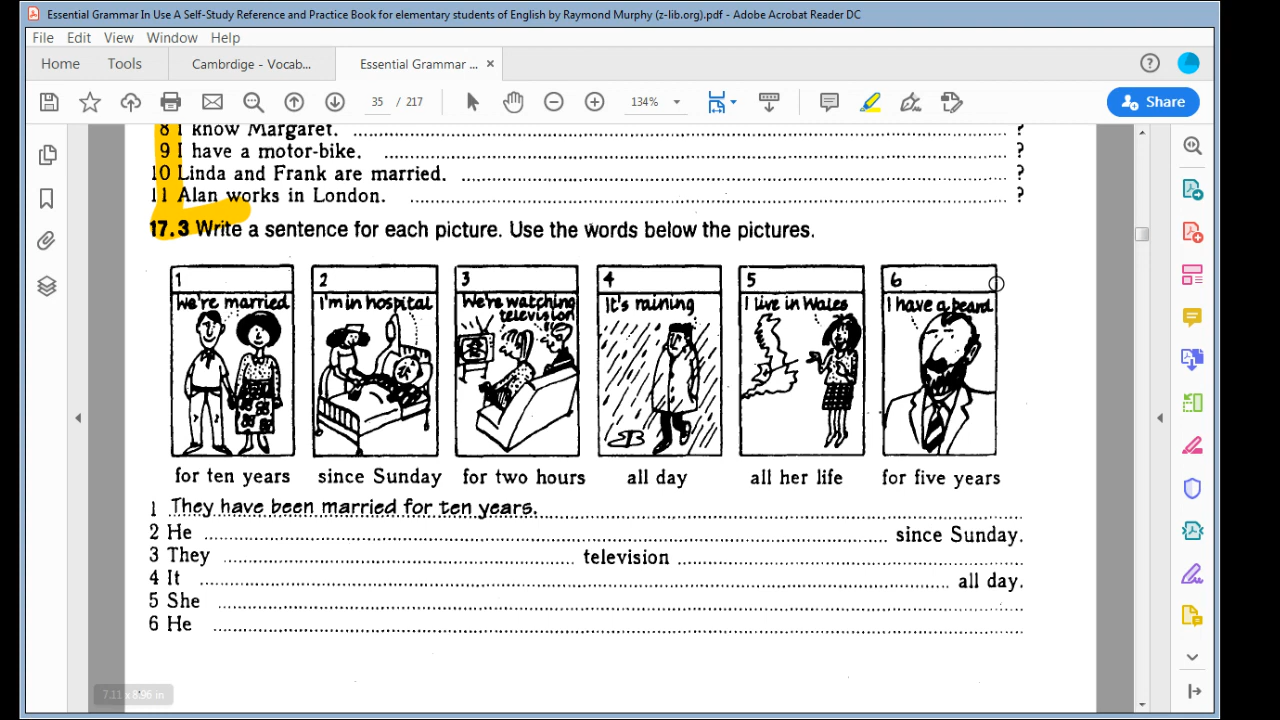 Essential Grammar In Use A Self-Study Reference and Practice Book for elementary students of English by Raymond Murphy (z-lib.org).pdf - Adobe Acrobat Reader DC
File Edit View Window Help
Home Tools Cambrdige - Vocab... Essential Grammar ... ×
35 / 217 134% Share
8 I know Margaret. ?
9 I have a motor-bike. ?
10 Linda and Frank are married. ?
11 Alan works in London. ?
17.3 Write a sentence for each picture. Use the words below the pictures.
1 2 3 4 5 6
We're married I'm in hospital We're watching television It's raining I live in Wales I have a beard
for ten years since Sunday for two hours all day all her life for five years
1 They have been married for ten years.
2 He since Sunday.
3 They television
4 It all day.
5 She
6 He
7.11 x 8.96 in